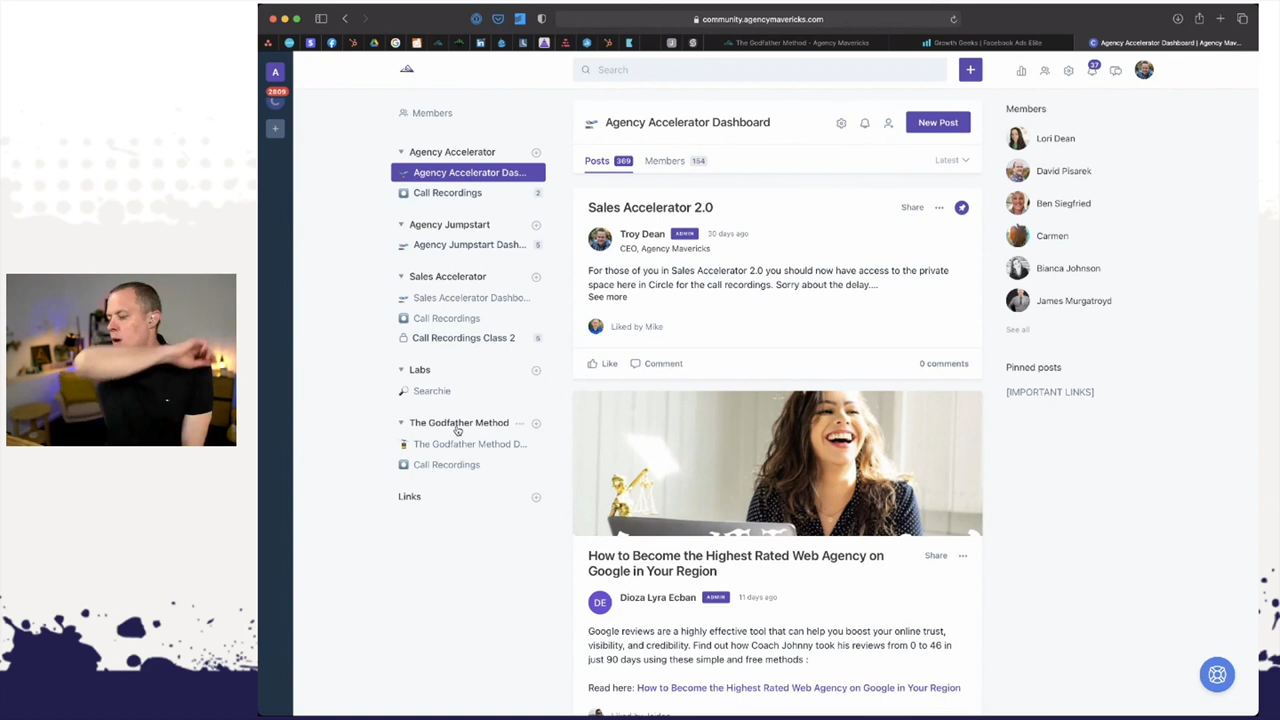 community.agencymavericks.com
The Godfather Method - Agency Mavericks
Growth Geeks | Facebook Ads Elite
Agency Accelerator Dashboard | Agency Mav...
A
2809
Search
37
Members
Agency Accelerator
Agency Accelerator Das...
Call Recordings 2
Agency Jumpstart
Agency Jumpstart Dash... 5
Sales Accelerator
Sales Accelerator Dashbo...
Call Recordings
Call Recordings Class 2 5
Labs
Searchie
The Godfather Method
The Godfather Method D...
Call Recordings
Links
Agency Accelerator Dashboard
New Post
Posts 369 Members 154
Latest
Sales Accelerator 2.0
Share
Troy Dean ADMIN 20 days ago
CEO, Agency Mavericks
For those of you in Sales Accelerator 2.0 you should now have access to the private
space here in Circle for the call recordings. Sorry about the delay....
See more
Liked by Mike
Like Comment 0 comments
How to Become the Highest Rated Web Agency on
Google in Your Region
Share
DE
Dioza Lyra Ecban ADMIN 11 days ago
Google reviews are a highly effective tool that can help you boost your online trust,
visibility, and credibility. Find out how Coach Johnny took his reviews from 0 to 46 in
just 90 days using these simple and free methods :
Read here: How to Become the Highest Rated Web Agency on Google in Your Region
Members
Lori Dean
David Pisarek
Ben Siegfried
Carmen
Bianca Johnson
James Murgatroyd
See all
Pinned posts
[IMPORTANT LINKS]